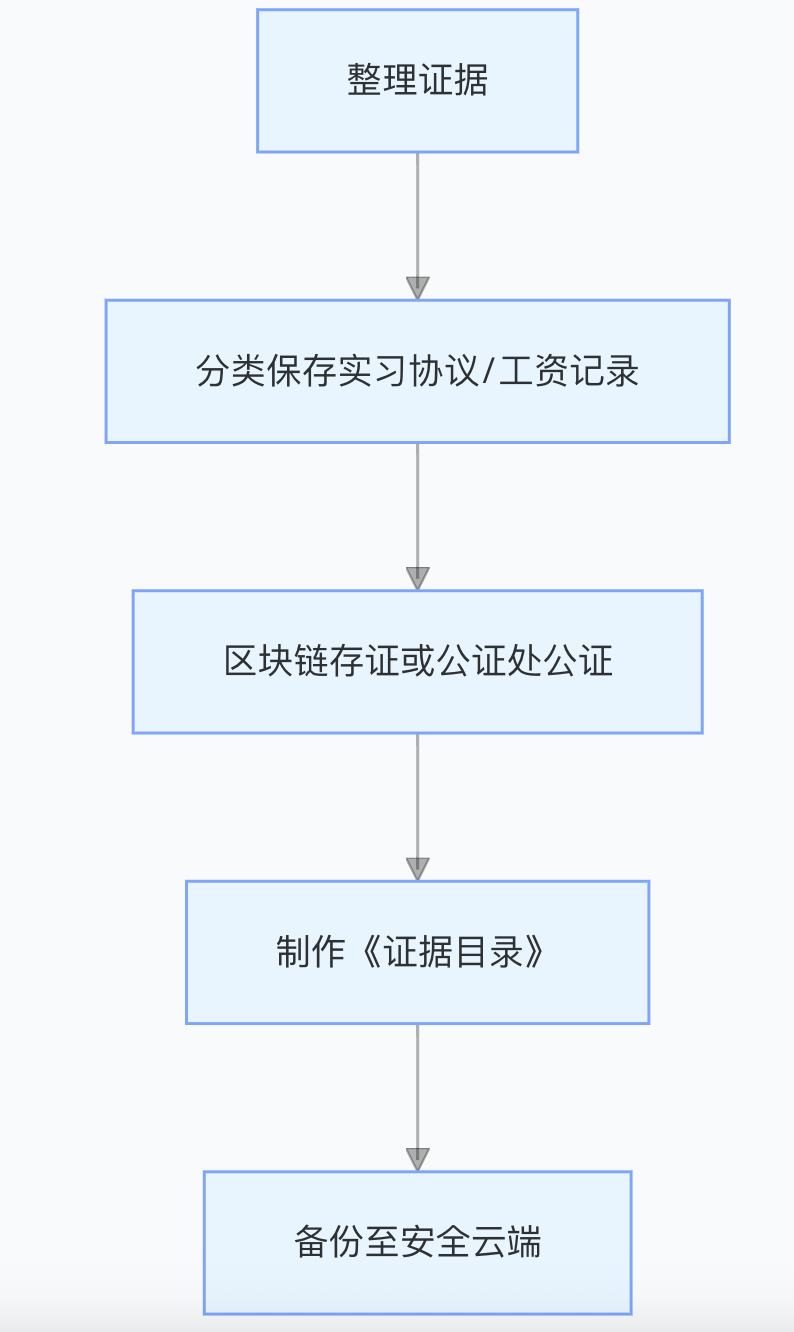 整理证据
分类保存实习协议/工资记录
区块链存证或公证处公证
制作《证据目录》
备份至安全云端